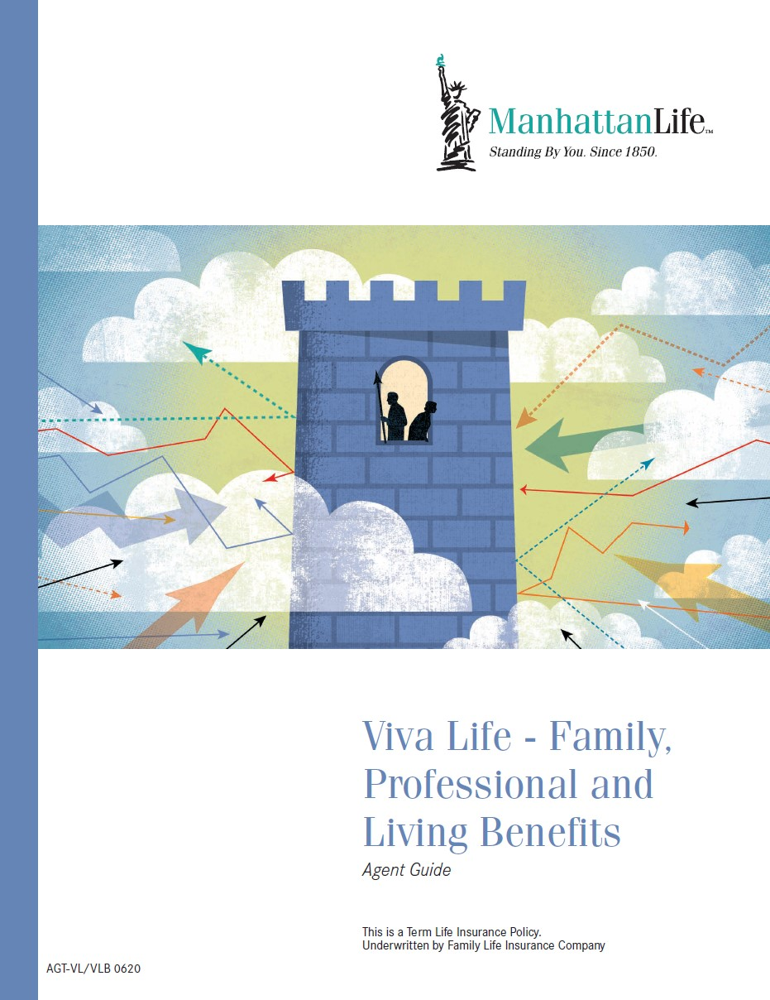 ManhattanLife™
Standing By You. Since 1850.
Viva Life - Family,
Professional and
Living Benefits
Agent Guide
This is a Term Life Insurance Policy.
Underwritten by Family Life Insurance Company
AGT-VL/VLB 0620